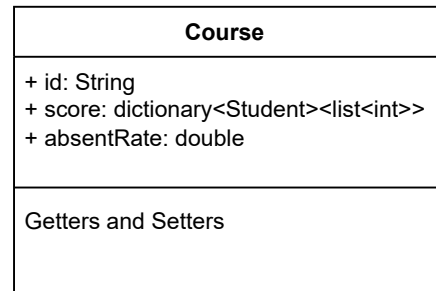 Course
+ id: String
+ score: dictionary<Student><list<int>>
+ absentRate: double
Getters and Setters